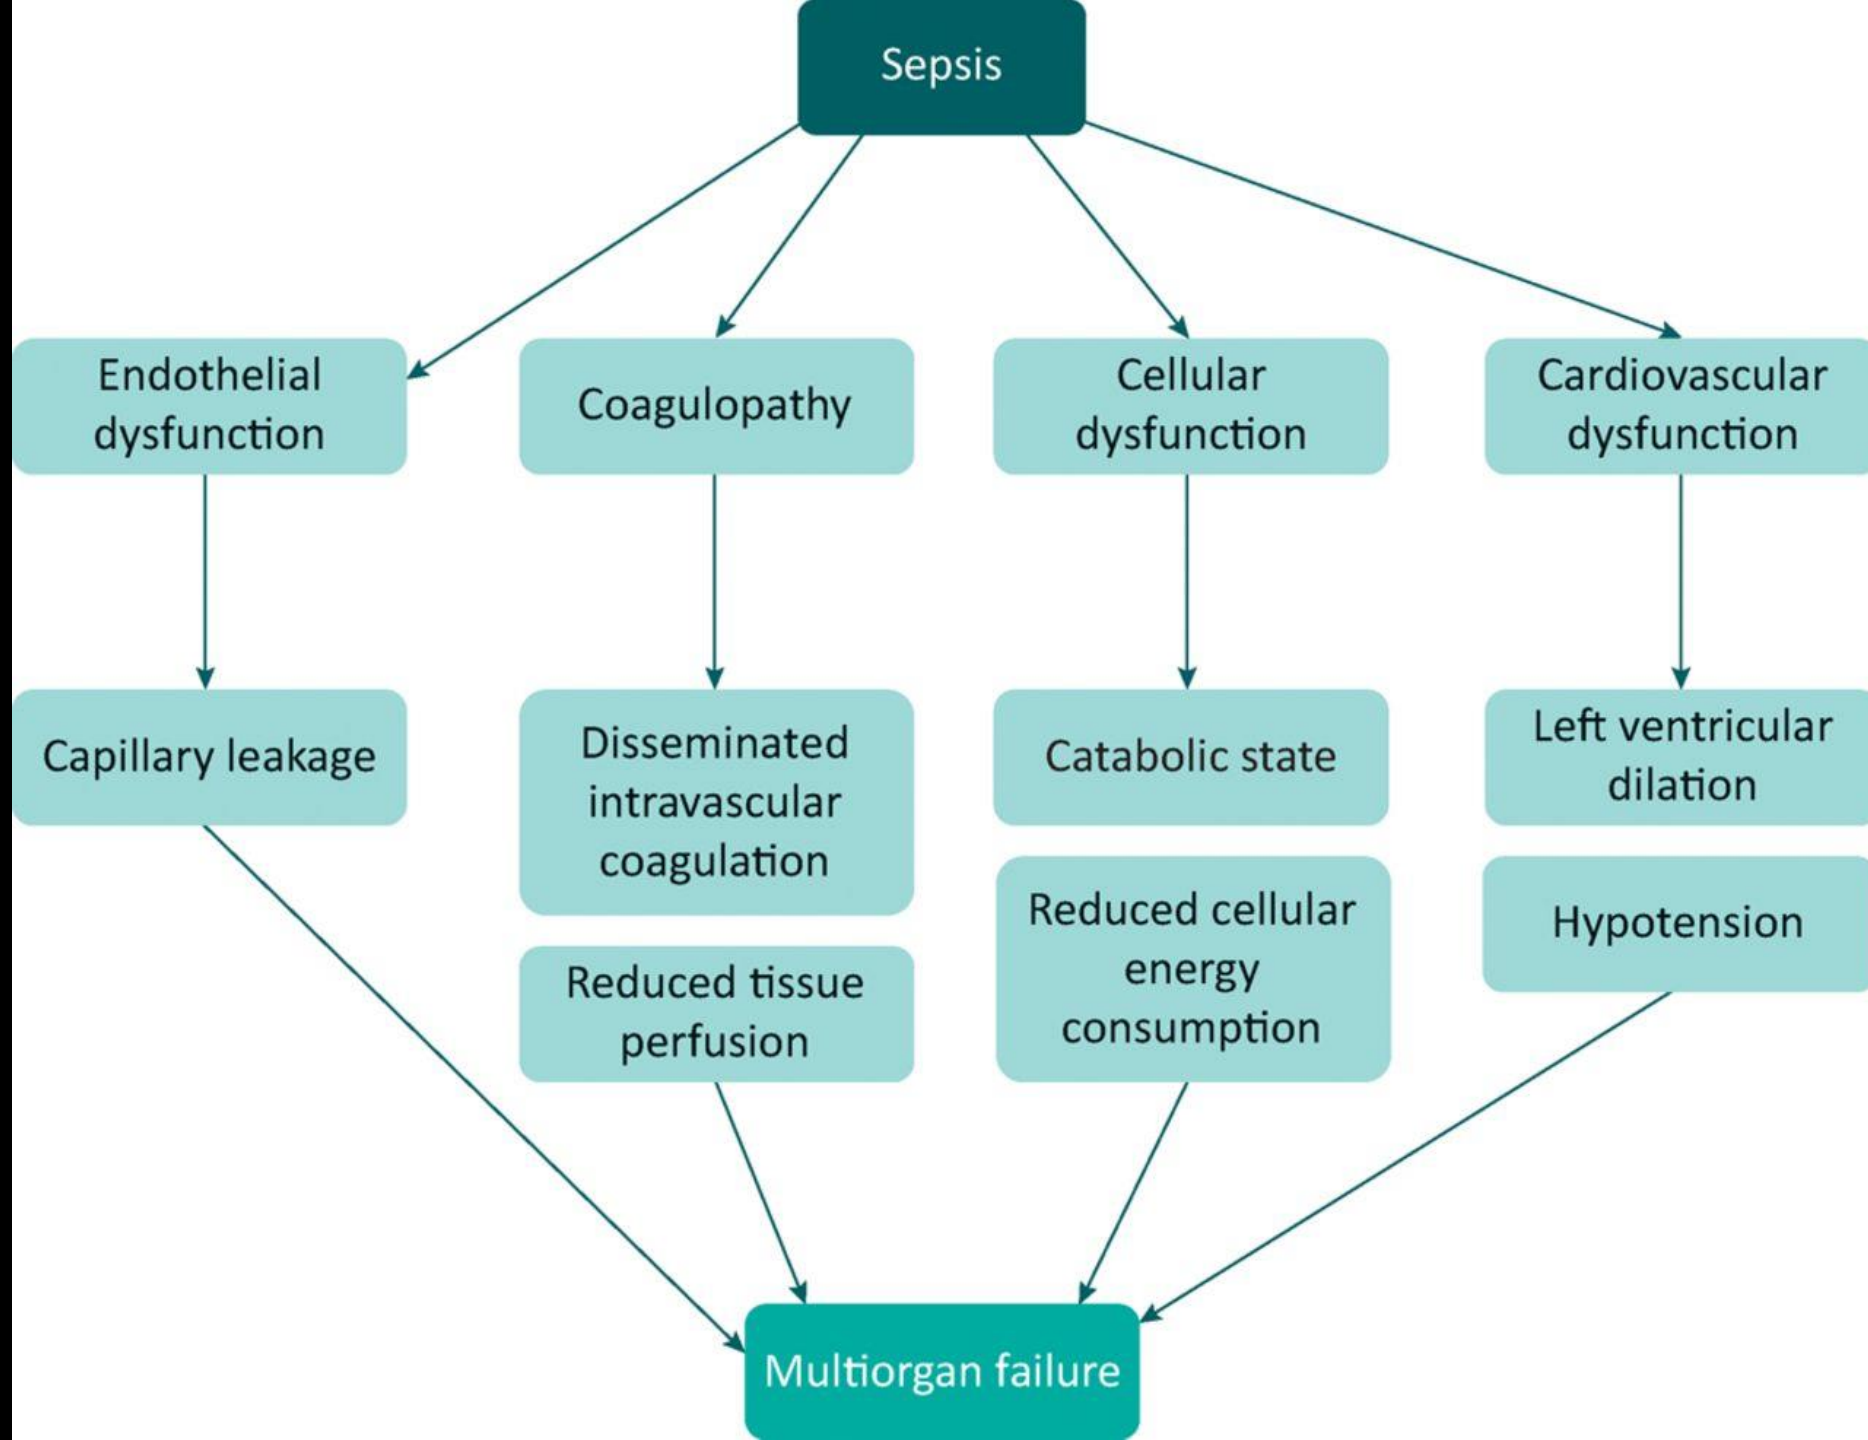 Sepsis
Endothelial
dysfunction
Coagulopathy
Cellular
dysfunction
Cardiovascular
dysfunction
Capillary leakage
Disseminated
intravascular
coagulation
Catabolic state
Left ventricular
dilation
Reduced tissue
perfusion
Reduced cellular
energy
consumption
Hypotension
Multiorgan failure